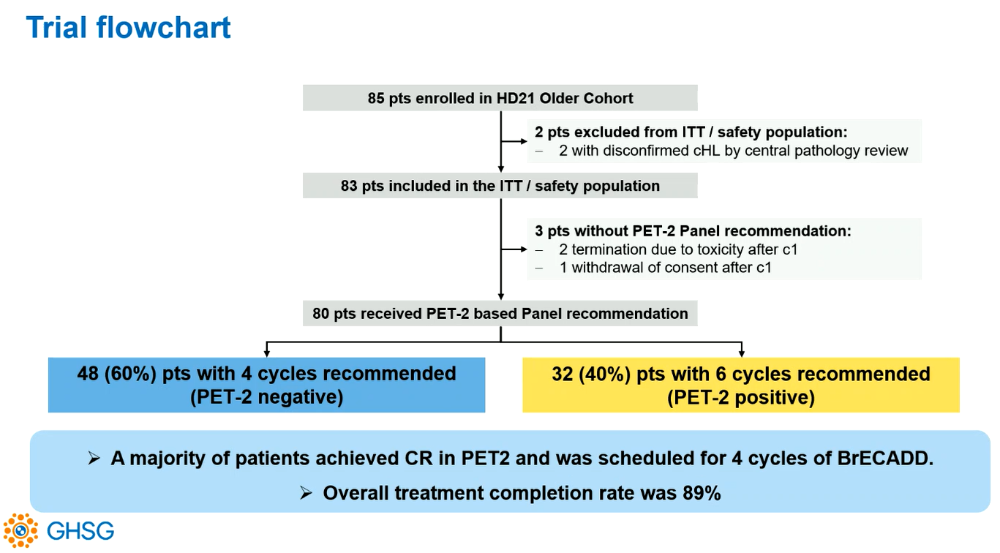 Trial flowchart
85 pts enrolled in HD21 Older Cohort
2 pts excluded from ITT / safety population:
– 2 with disconfirmed cHL by central pathology review
83 pts included in the ITT / safety population
3 pts without PET-2 Panel recommendation:
– 2 termination due to toxicity after c1
– 1 withdrawal of consent after c1
80 pts received PET-2 based Panel recommendation
48 (60%) pts with 4 cycles recommended
(PET-2 negative)
32 (40%) pts with 6 cycles recommended
(PET-2 positive)
➢ A majority of patients achieved CR in PET2 and was scheduled for 4 cycles of BrECADD.
➢ Overall treatment completion rate was 89%
GHSG